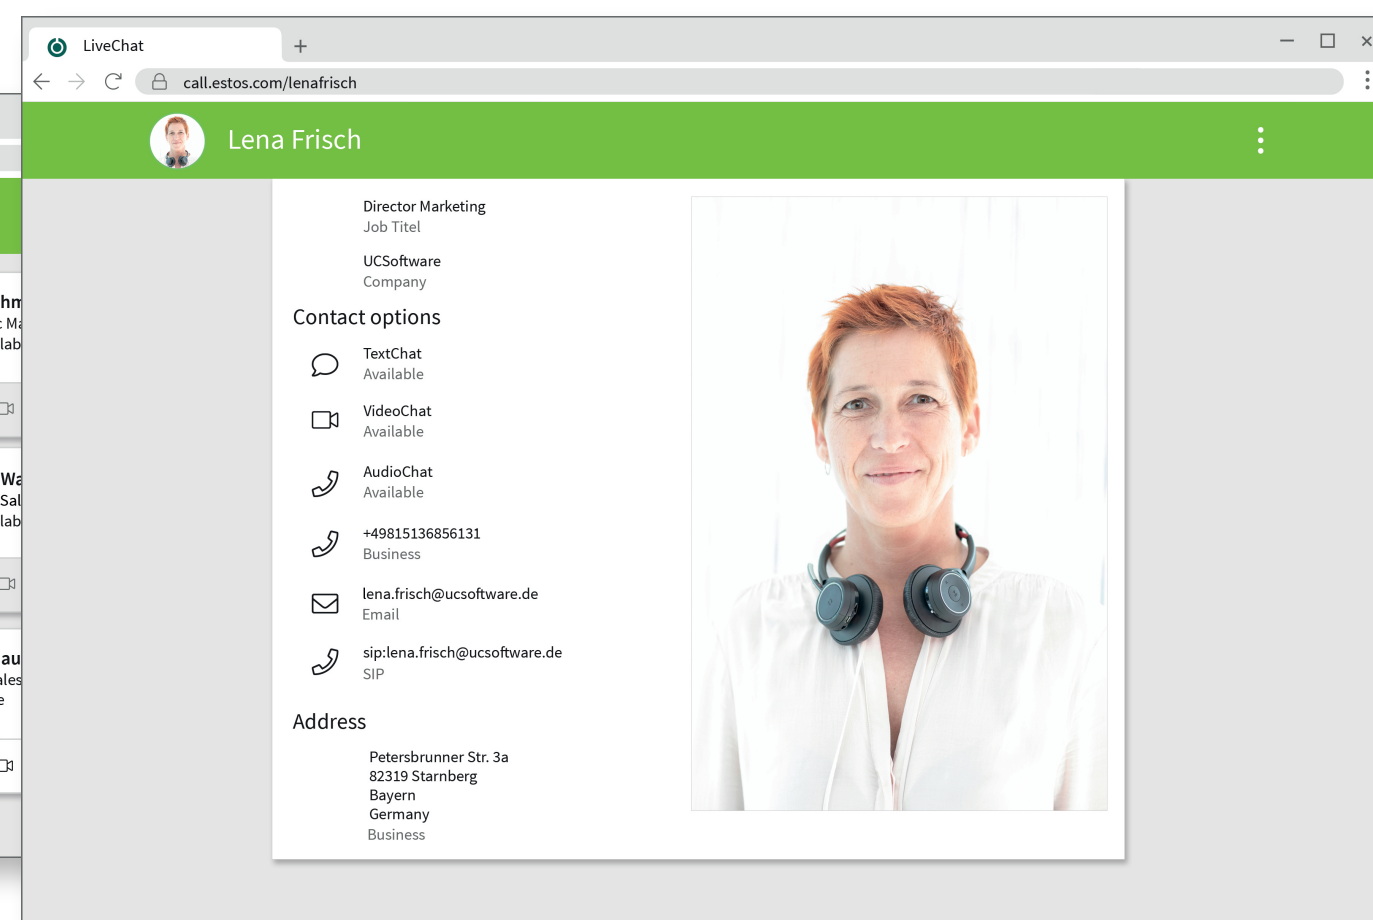 LiveChat
call.estos.com/lenafrisch
Lena Frisch
Director Marketing
Job Titel
UCSoftware
Company
Contact options
TextChat
Available
VideoChat
Available
AudioChat
Available
+49815136856131
Business
lena.frisch@ucsoftware.de
Email
sip:lena.frisch@ucsoftware.de
SIP
Address
Petersbrunner Str. 3a
82319 Starnberg
Bayern
Germany
Business